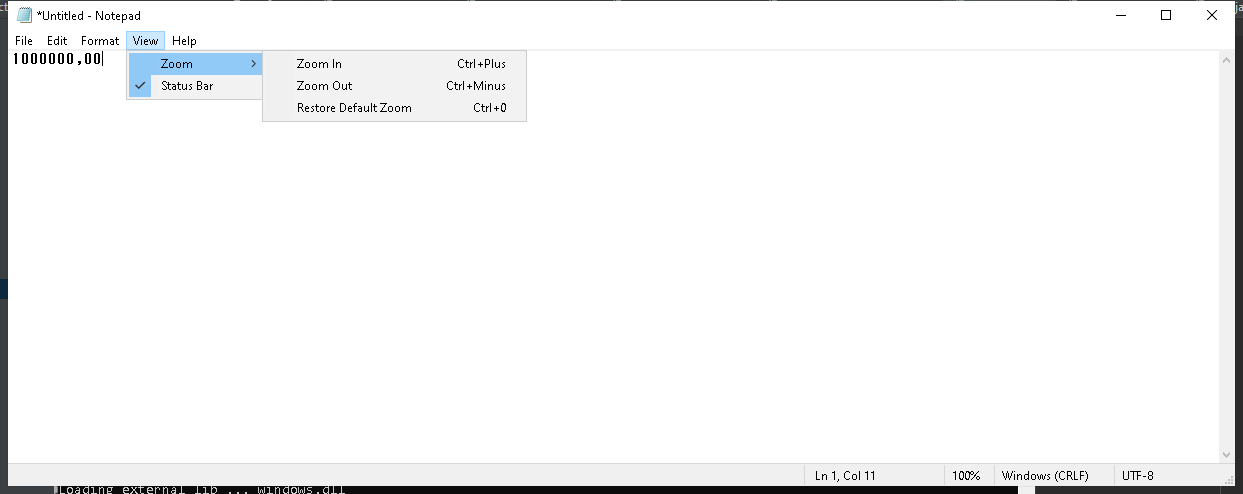 *Untitled - Notepad
File Edit Format View Help
1000000,00
Zoom
Status Bar
Zoom In Ctrl+Plus
Zoom Out Ctrl+Minus
Restore Default Zoom Ctrl+0
Ln 1, Col 11 100% Windows (CRLF) UTF-8
Loading external lib ... windows.dll